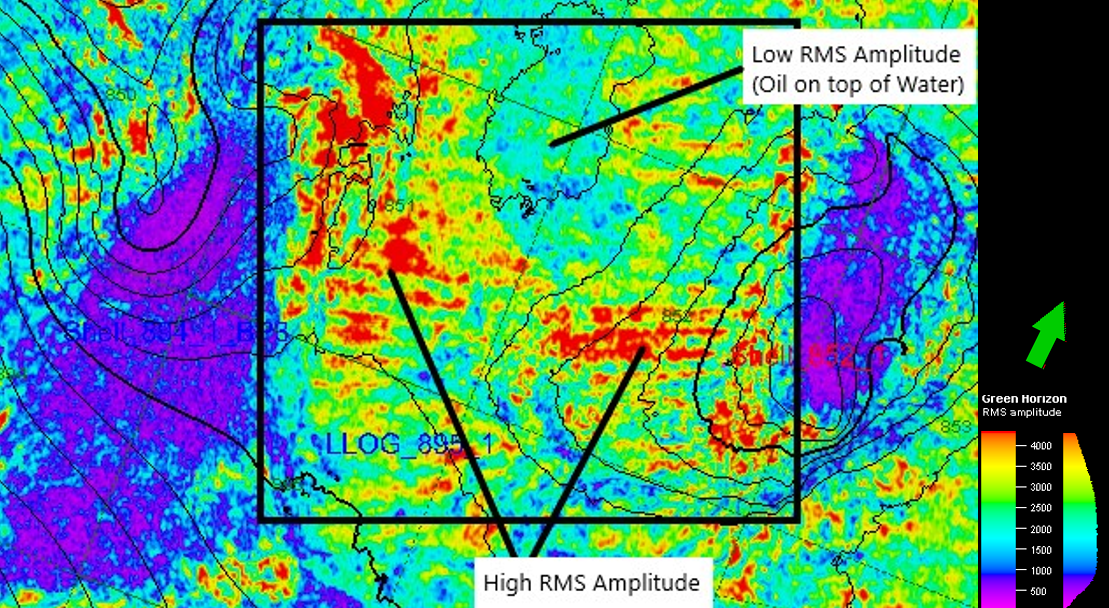 Low RMS Amplitude
(Oil on top of Water)
850
851
852
LLOG_895_1
853
High RMS Amplitude
Green Horizon
RMS amplitude
4000
3500
3000
2500
2000
1500
1000
500